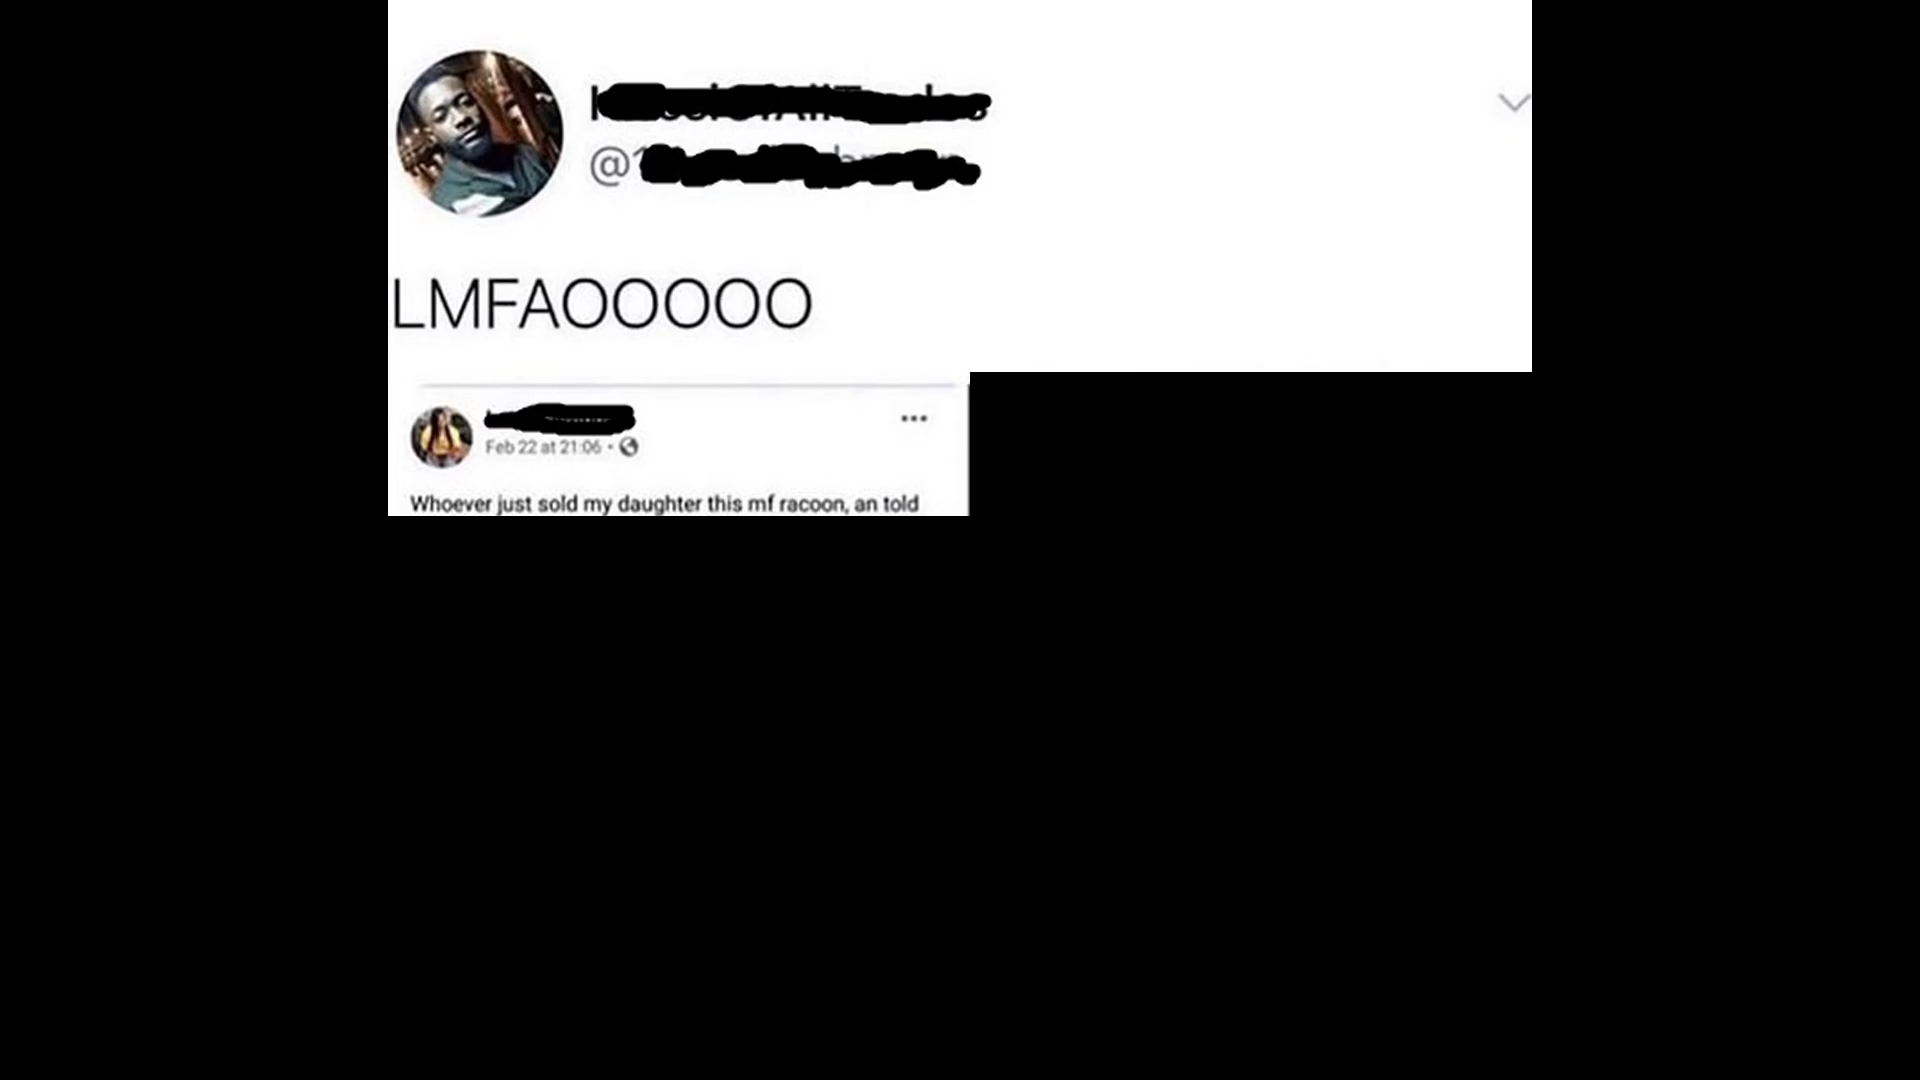 LMFAOOOOO
Feb 22 at 21:06
Whoever just sold my daughter this mf racoon, an told